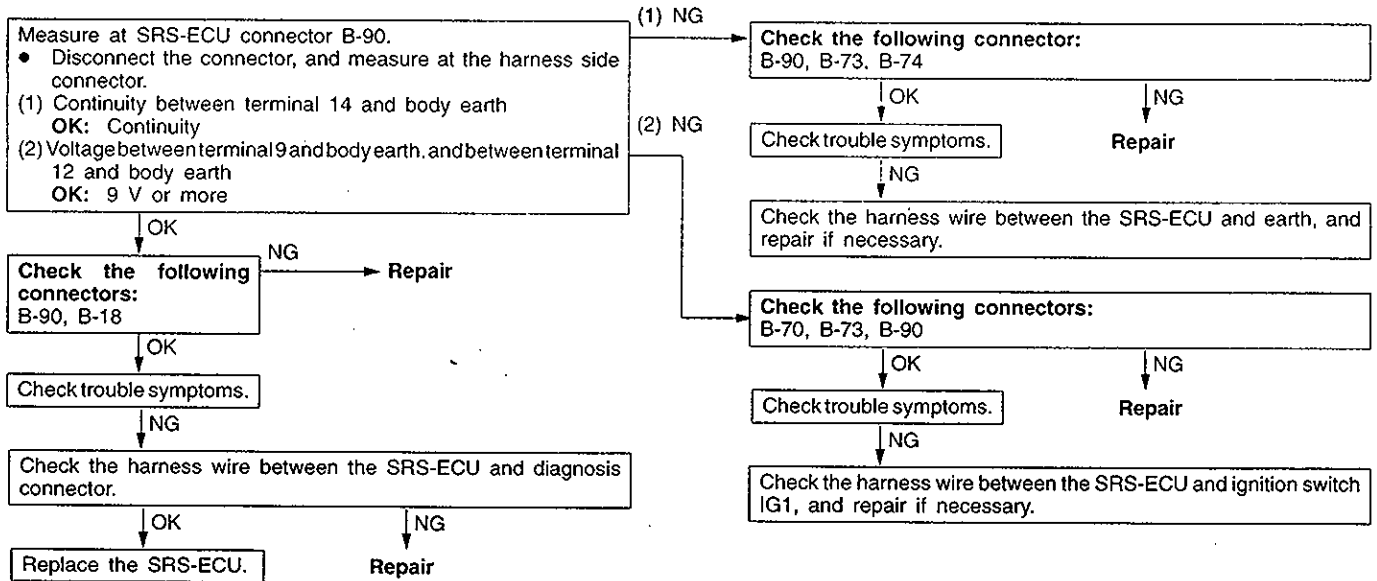 Measure at SRS-ECU connector B-90.
● Disconnect the connector, and measure at the harness side
connector.
(1) Continuity between terminal 14 and body earth
OK: Continuity
(2) Voltage between terminal 9 and body earth, and between terminal
12 and body earth
OK: 9 V or more
(1) NG
(2) NG
OK
Check the following
connectors:
B-90, B-18
NG
Repair
OK
Check trouble symptoms.
NG
Check the harness wire between the SRS-ECU and diagnosis
connector.
OK
NG
Replace the SRS-ECU.
Repair
Check the following connector:
B-90, B-73, B-74
OK
NG
Check trouble symptoms.
Repair
NG
Check the harness wire between the SRS-ECU and earth, and
repair if necessary.
Check the following connectors:
B-70, B-73, B-90
OK
NG
Check trouble symptoms.
Repair
NG
Check the harness wire between the SRS-ECU and ignition switch
IG1, and repair if necessary.